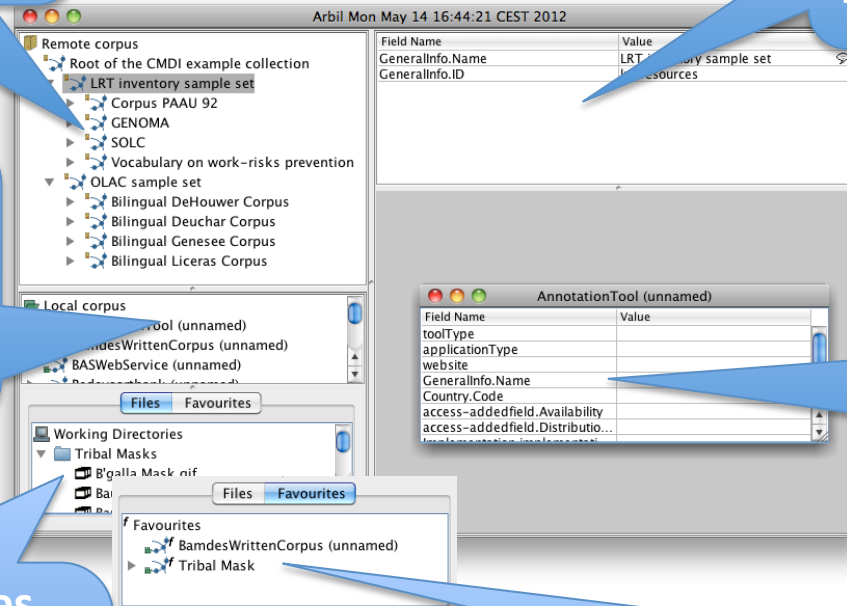 Arbil Mon May 14 16:44:21 CEST 2012
Remote corpus
Root of the CMDI example collection
LRT inventory sample set
Corpus PAAU 92
GENOMA
SOLC
Vocabulary on work-risks prevention
OLAC sample set
Bilingual DeHouwer Corpus
Bilingual Deuchar Corpus
Bilingual Genesee Corpus
Bilingual Liceras Corpus
Field Name Value
GeneralInfo.Name LRT sample set
GeneralInfo.ID
Local corpus
(unnamed)
(unnamed)
BASWebService (unnamed)
Files Favourites
Working Directories
Tribal Masks
B'galla Mask.gif
AnnotationTool (unnamed)
Field Name Value
toolType
applicationType
website
GeneralInfo.Name
Country.Code
access-addedfield.Availability
access-addedfield.Distributio...
Files Favourites
Favourites
BamdesWrittenCorpus (unnamed)
Tribal Mask